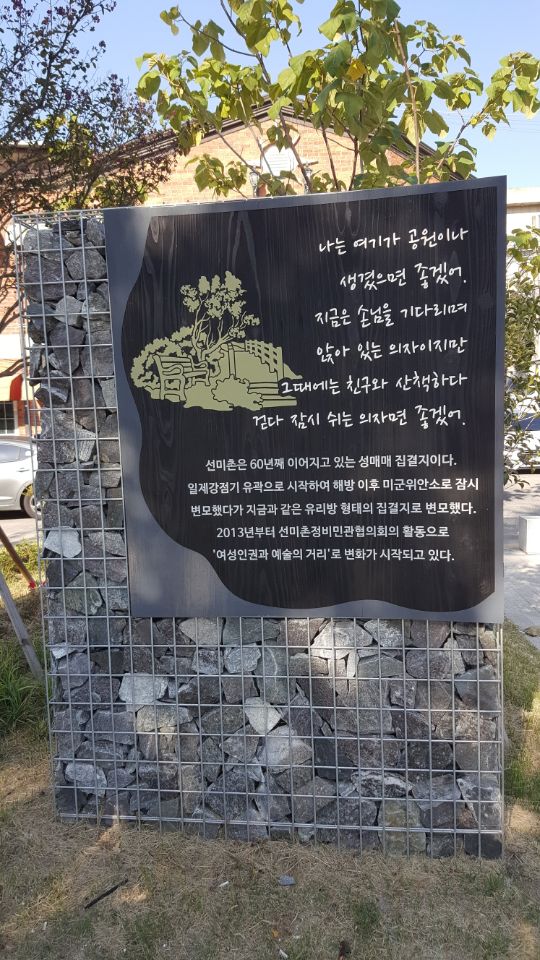 나는 여기가 공원이나
생겼으면 좋겠어.
지금은 손님을 기다리며
앉아 있는 의자이지만
그때에는 친구와 산책하다
걷다 잠시 쉬는 의자면 좋겠어.
선미촌은 60년째 이어지고 있는 성매매 집결지이다.
일제강점기 유곽으로 시작하여 해방 이후 미군위안소로 잠시
변모했다가 지금과 같은 유리방 형태의 집결지로 변모했다.
2013년부터 선미촌정비민관협의회의 활동으로
'여성인권과 예술의 거리'로 변화가 시작되고 있다.